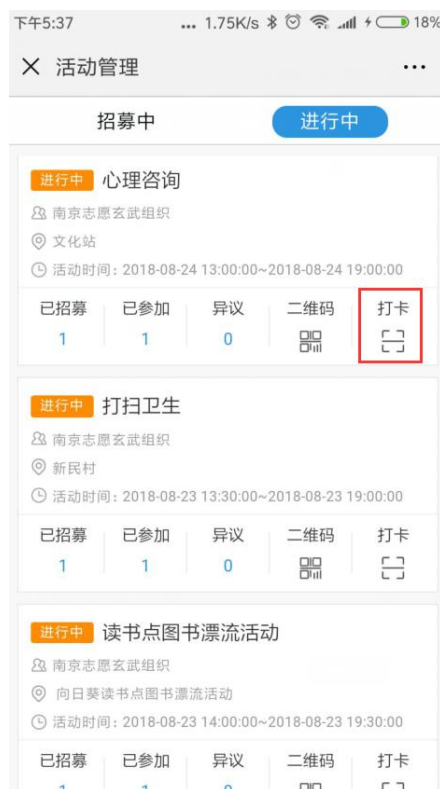 下午5:37 ... 1.75K/s 18%
活动管理 ...
招募中 进行中
进行中 心理咨询
南京志愿玄武组织
文化站
活动时间：2018-08-24 13:00:00~2018-08-24 19:00:00
已招募 已参加 异议 二维码 打卡
1 1 0
进行中 打扫卫生
南京志愿玄武组织
新民村
活动时间：2018-08-23 13:30:00~2018-08-23 19:00:00
已招募 已参加 异议 二维码 打卡
1 1 0
进行中 读书点图书漂流活动
南京志愿玄武组织
向日葵读书点图书漂流活动
活动时间：2018-08-23 14:00:00~2018-08-23 19:30:00
已招募 已参加 异议 二维码 打卡